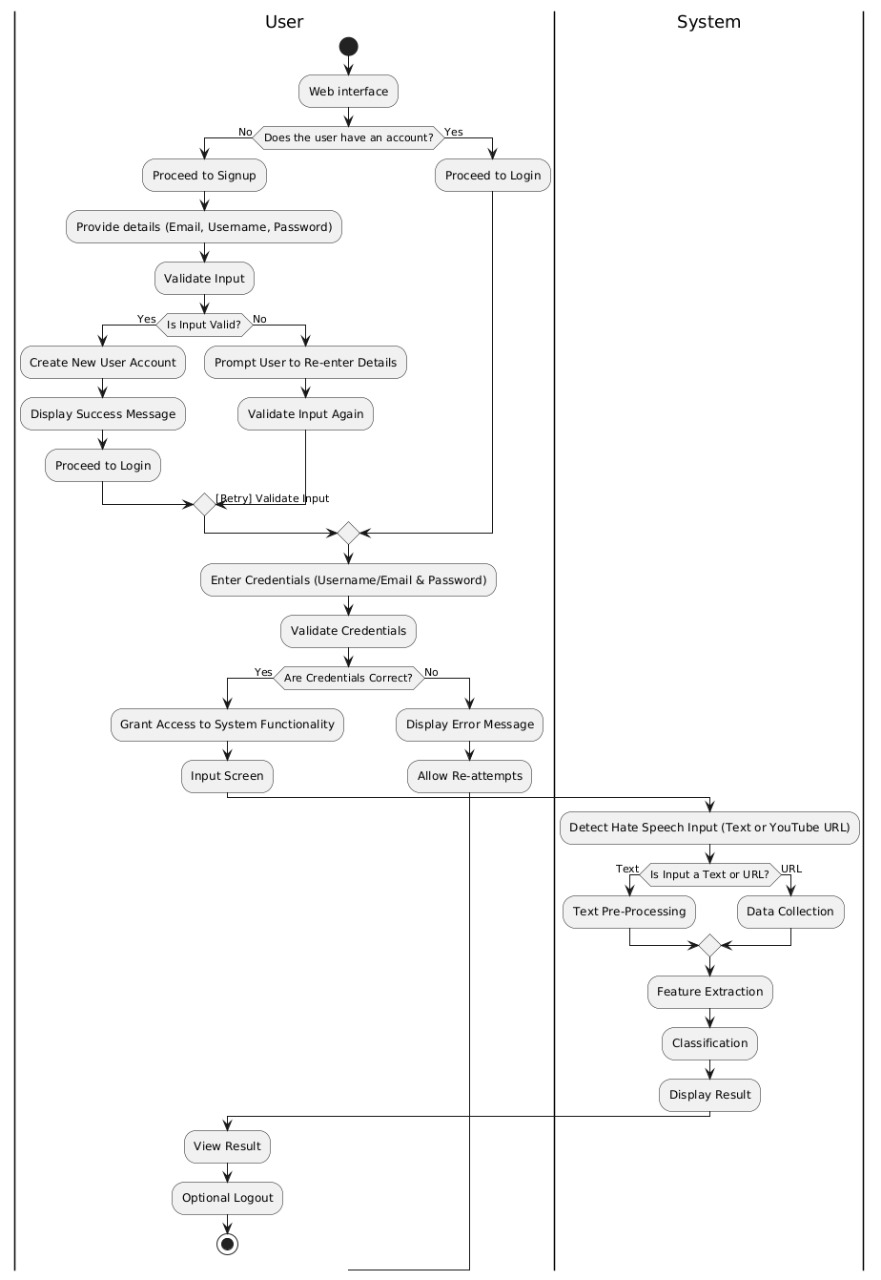 User
System
Web interface
No
Does the user have an account?
Yes
Proceed to Signup
Proceed to Login
Provide details (Email, Username, Password)
Validate Input
Yes
Is Input Valid?
No
Create New User Account
Prompt User to Re-enter Details
Display Success Message
Validate Input Again
Proceed to Login
[Retry] Validate Input
Enter Credentials (Username/Email & Password)
Validate Credentials
Yes
Are Credentials Correct?
No
Grant Access to System Functionality
Display Error Message
Input Screen
Allow Re-attempts
Detect Hate Speech Input (Text or YouTube URL)
Text
Is Input a Text or URL?
URL
Text Pre-Processing
Data Collection
Feature Extraction
Classification
Display Result
View Result
Optional Logout